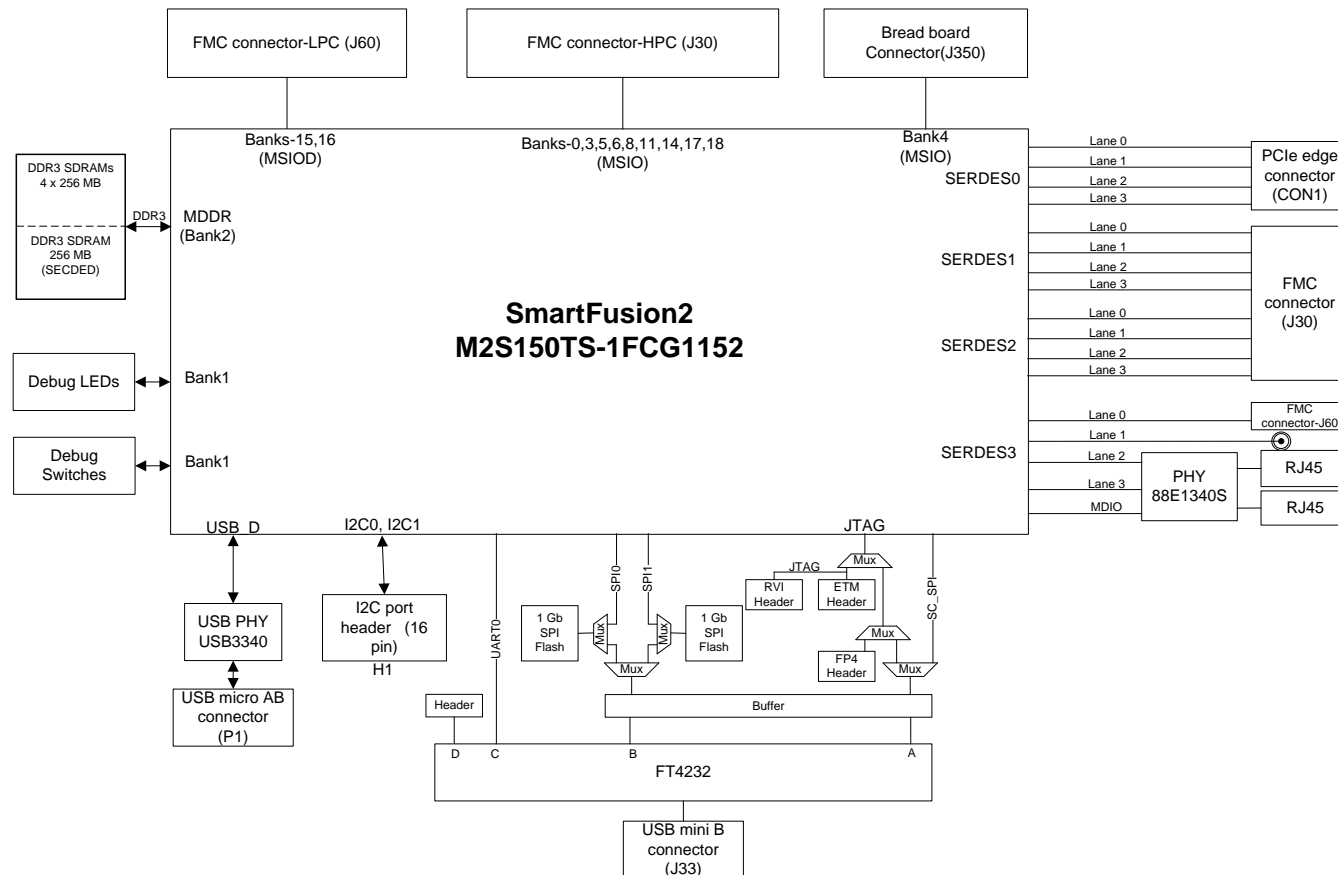 FMC connector-LPC (J60)
FMC connector-HPC (J30)
Bread board
Connector(J350)
Banks-15,16
(MSIOD)
Banks-0,3,5,6,8,11,14,17,18
(MSIO)
Bank4
(MSIO)
DDR3 SDRAMs
4 x 256 MB
DDR3 SDRAM
256 MB
(SECDED)
DDR3
MDDR
(Bank2)
SERDES0
Lane 0
Lane 1
Lane 2
Lane 3
PCIe edge
connector
(CON1)
SERDES1
Lane 0
Lane 1
Lane 2
Lane 3
SmartFusion2
M2S150TS-1FCG1152
SERDES2
Lane 0
Lane 1
Lane 2
Lane 3
FMC
connector
(J30)
Debug LEDs
Bank1
Debug
Switches
Bank1
SERDES3
Lane 0
Lane 1
Lane 2
Lane 3
MDIO
FMC
connector-J60
PHY
88E1340S
RJ45
RJ45
USB_D
I2C0, I2C1
JTAG
USB PHY
USB3340
USB micro AB
connector
(P1)
I2C port
header (16
pin)
H1
UART0
SPI0
SPI1
SC_SPI
1 Gb
SPI
Flash
Mux
Mux
1 Gb
SPI
Flash
Mux
Mux
JTAG
RVI
Header
ETM
Header
Mux
FP4
Header
Mux
Header
Buffer
D
C
B
A
FT4232
USB mini B
connector
(J33)